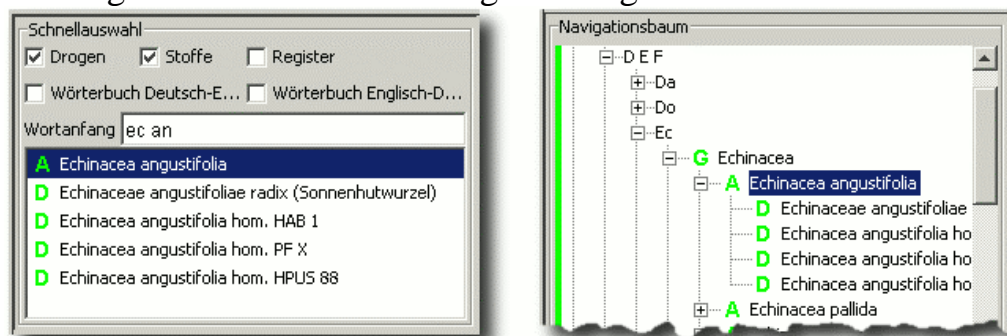 Schnellauswahl
Drogen Stoffe Register
Wörterbuch Deutsch-E... Wörterbuch Englisch-D...
Wortanfang ec an
A Echinacea angustifolia
D Echinaceae angustifoliae radix (Sonnenhutwurzel)
D Echinacea angustifolia hom. HAB 1
D Echinacea angustifolia hom. PF X
D Echinacea angustifolia hom. HPUS 88
Navigationsbaum
D E F
Da
Do
Ec
G Echinacea
A Echinacea angustifolia
D Echinaceae angustifoliae
D Echinacea angustifolia ho
D Echinacea angustifolia ho
D Echinacea angustifolia ho
A Echinacea pallida